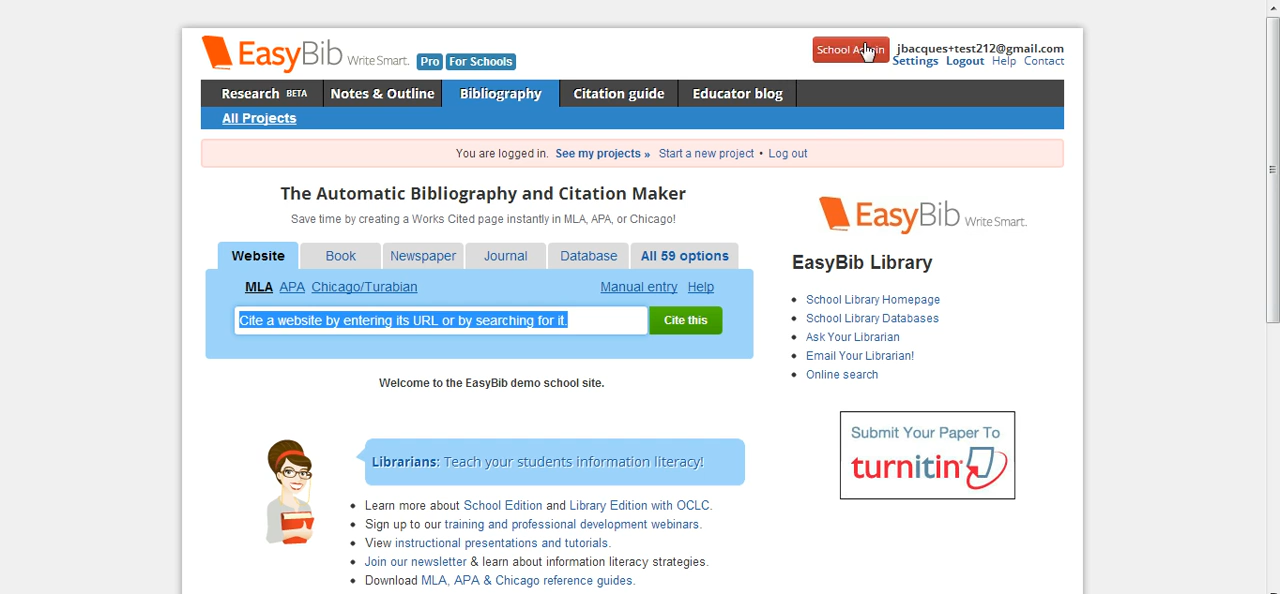 EasyBib Write Smart. Pro For Schools
School Admin jbacques+test212@gmail.com
Settings Logout Help Contact
Research BETA Notes & Outline Bibliography Citation guide Educator blog
All Projects
You are logged in. See my projects » Start a new project • Log out
The Automatic Bibliography and Citation Maker
Save time by creating a Works Cited page instantly in MLA, APA, or Chicago!
Website Book Newspaper Journal Database All 59 options
MLA APA Chicago/Turabian Manual entry Help
Cite a website by entering its URL or by searching for it. Cite this
Welcome to the EasyBib demo school site.
Librarians: Teach your students information literacy!
• Learn more about School Edition and Library Edition with OCLC.
• Sign up to our training and professional development webinars.
• View instructional presentations and tutorials.
• Join our newsletter & learn about information literacy strategies.
• Download MLA, APA & Chicago reference guides.
EasyBib Write Smart.
EasyBib Library
• School Library Homepage
• School Library Databases
• Ask Your Librarian
• Email Your Librarian!
• Online search
Submit Your Paper To
turnitin